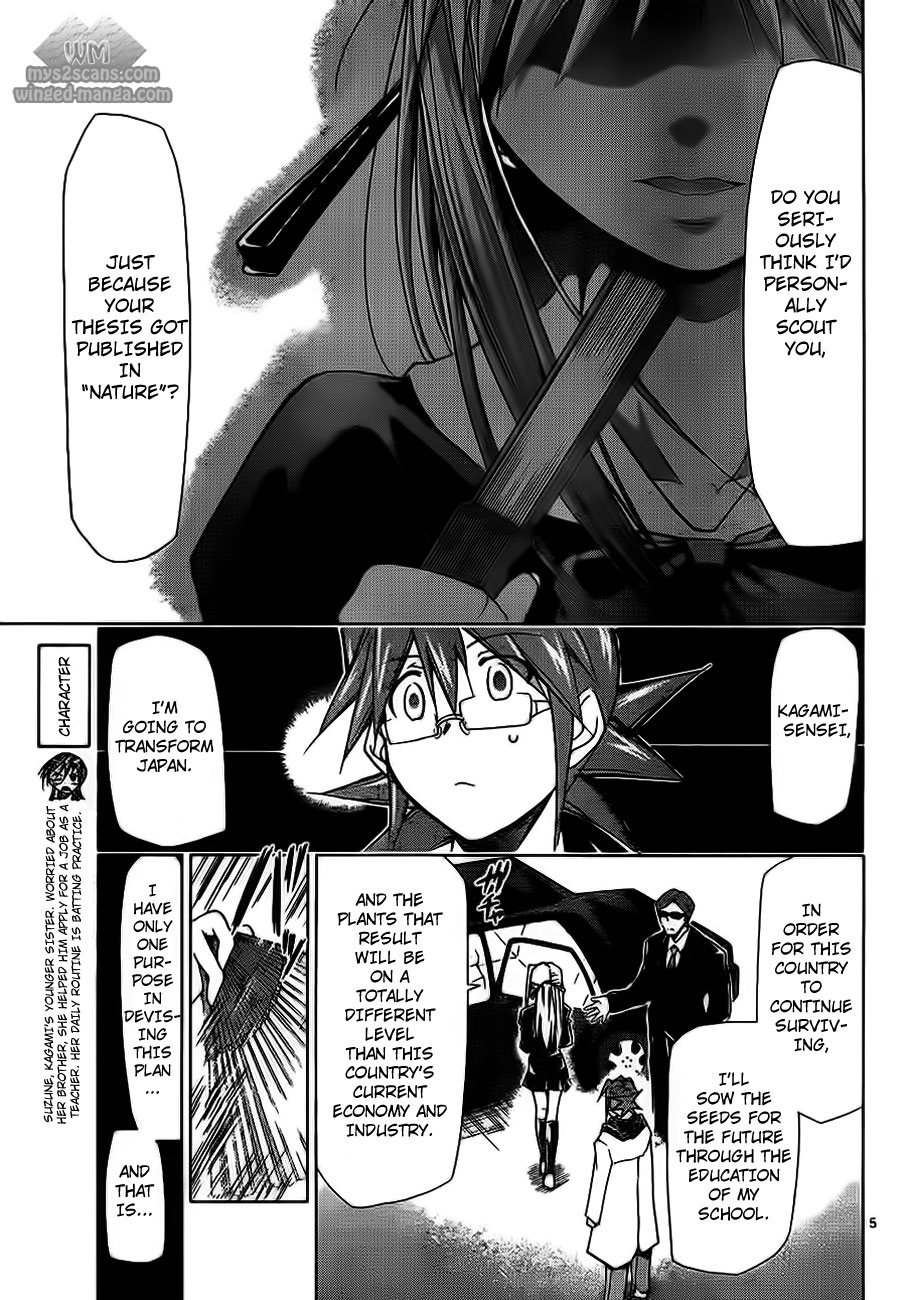 WM
mys2scans.com
winged-manga.com
DO YOU
SERI-
OUSLY
THINK I'D
PERSON-
ALLY
SCOUT
YOU,
JUST
BECAUSE
YOUR
THESIS GOT
PUBLISHED
IN
"NATURE"?
KAGAMI-
SENSEI,
I'M
GOING TO
TRANSFORM
JAPAN.
CHARACTER
SUZUNE, KAGAMI'S YOUNGER SISTER. WORRIED ABOUT
HER BROTHER, SHE HELPED HIM APPLY FOR A JOB AS A
TEACHER. HER DAILY ROUTINE IS BATTING PRACTICE.
IN
ORDER
FOR THIS
COUNTRY
TO
CONTINUE
SURVIV-
ING,
I'LL
SOW THE
SEEDS FOR
THE FUTURE
THROUGH THE
EDUCATION
OF MY
SCHOOL.
ガチャ
AND THE
PLANTS THAT
RESULT
WILL BE
ON A
TOTALLY
DIFFERENT
LEVEL
THAN THIS
COUNTRY'S
CURRENT
ECONOMY AND
INDUSTRY.
I
HAVE
ONLY
ONE
PUR-
POSE
IN
DEVIS-
ING
THIS
PLAN
...
AND
THAT
IS...
5